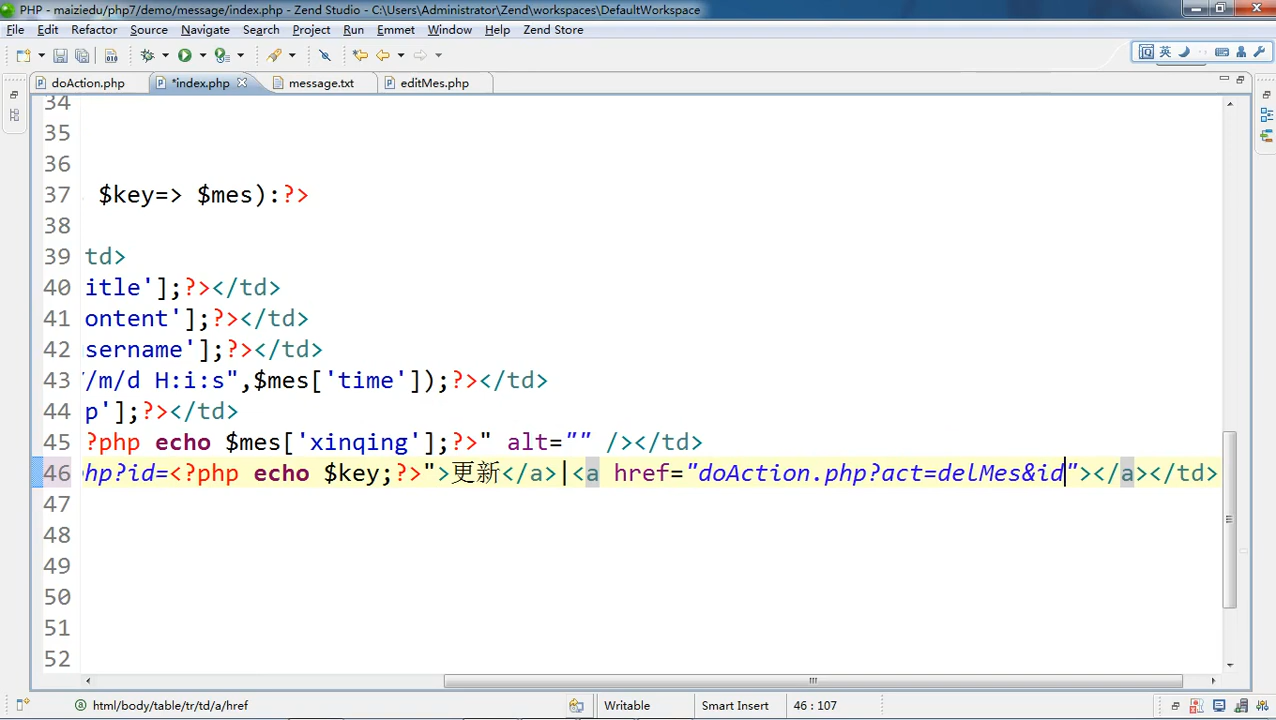 PHP - maiziedu/php7/demo/message/index.php - Zend Studio - C:\Users\Administrator\Zend\workspaces\DefaultWorkspace
File Edit Refactor Source Navigate Search Project Run Emmet Window Help Zend Store
英
doAction.php *index.php message.txt editMes.php
34
35
36
37 $key=> $mes):?>
38
39 td>
40 itle'];?></td>
41 ontent'];?></td>
42 sername'];?></td>
43 /m/d H:i:s",$mes['time']);?></td>
44 p'];?></td>
45 ?php echo $mes['xinqing'];?>" alt="" /></td>
46 hp?id=<?php echo $key;?>">更新</a>|<a href="doAction.php?act=delMes&id"></a></td>
47
48
49
50
51
52
html/body/table/tr/td/a/href Writable Smart Insert 46 : 107